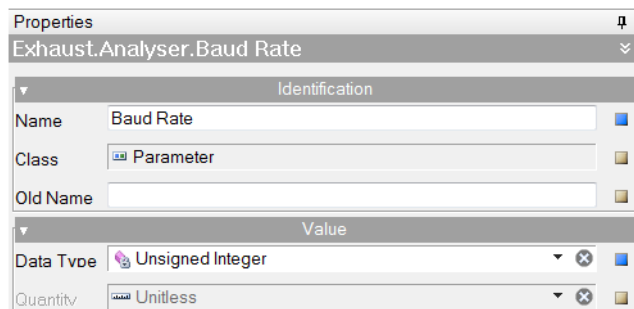 Properties
Exhaust.Analyser.Baud Rate
Identification
Name Baud Rate
Class Parameter
Old Name
Value
Data Type Unsigned Integer
Quantity Unitless